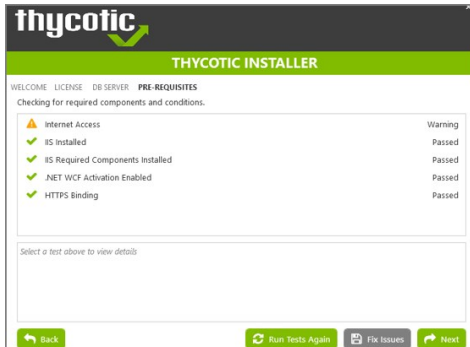 thycotic
THYCOTIC INSTALLER
WELCOME LICENSE DB SERVER PRE-REQUISITES
Checking for required components and conditions.
Internet Access Warning
IIS Installed Passed
IIS Required Components Installed Passed
.NET WCF Activation Enabled Passed
HTTPS Binding Passed
Select a test above to view details
Back Run Tests Again Fix Issues Next